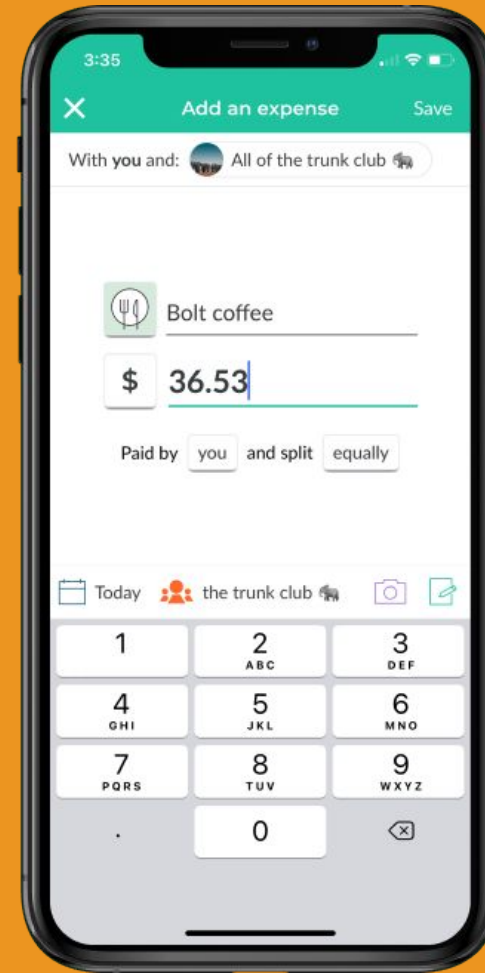 3:35
Add an expense Save
With you and: All of the trunk club 🐘
Bolt coffee
$ 36.53
Paid by you and split equally
Today the trunk club 🐘
1 2 3
ABC DEF
4 5 6
GHI JKL MNO
7 8 9
PQRS TUV WXYZ
. 0